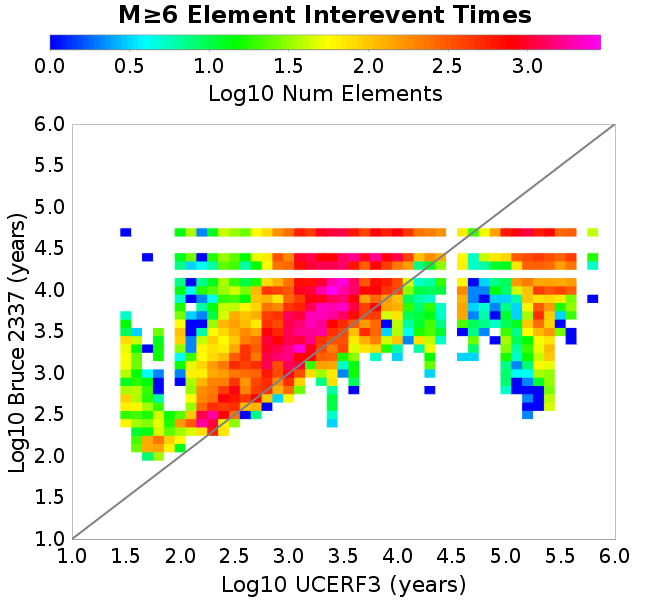 M≥6 Element Interevent Times
0.0 0.5 1.0 1.5 2.0 2.5 3.0
Log10 Num Elements
6.0
5.5
5.0
4.5
4.0
3.5
3.0
2.5
2.0
1.5
1.0
Log10 Bruce 2337 (years)
1.0 1.5 2.0 2.5 3.0 3.5 4.0 4.5 5.0 5.5 6.0
Log10 UCERF3 (years)